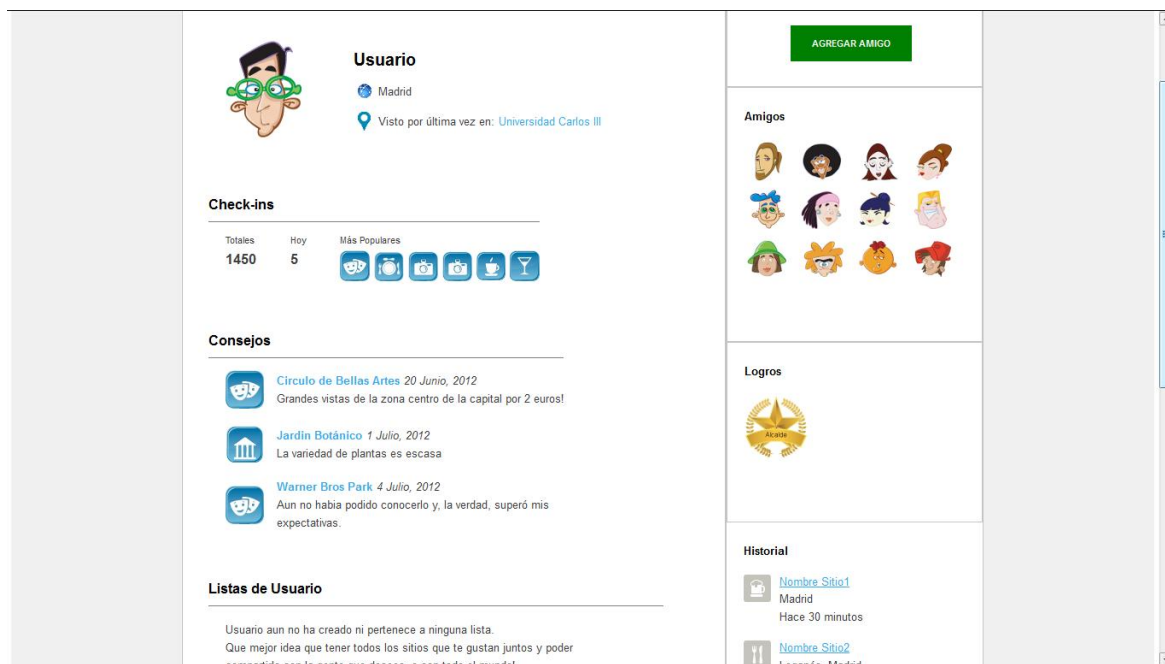 Usuario
Madrid
Visto por última vez en: Universidad Carlos III
Check-ins
Totales Hoy Más Populares
1450 5
Consejos
Circulo de Bellas Artes 20 Junio, 2012
Grandes vistas de la zona centro de la capital por 2 euros!
Jardin Botánico 1 Julio, 2012
La variedad de plantas es escasa
Warner Bros Park 4 Julio, 2012
Aun no habia podido conocerlo y, la verdad, superó mis
expectativas.
Listas de Usuario
Usuario aun no ha creado ni pertenece a ninguna lista.
Que mejor idea que tener todos los sitios que te gustan juntos y poder
AGREGAR AMIGO
Amigos
Logros
Alcalde
Historial
Nombre Sitio1
Madrid
Hace 30 minutos
Nombre Sitio2